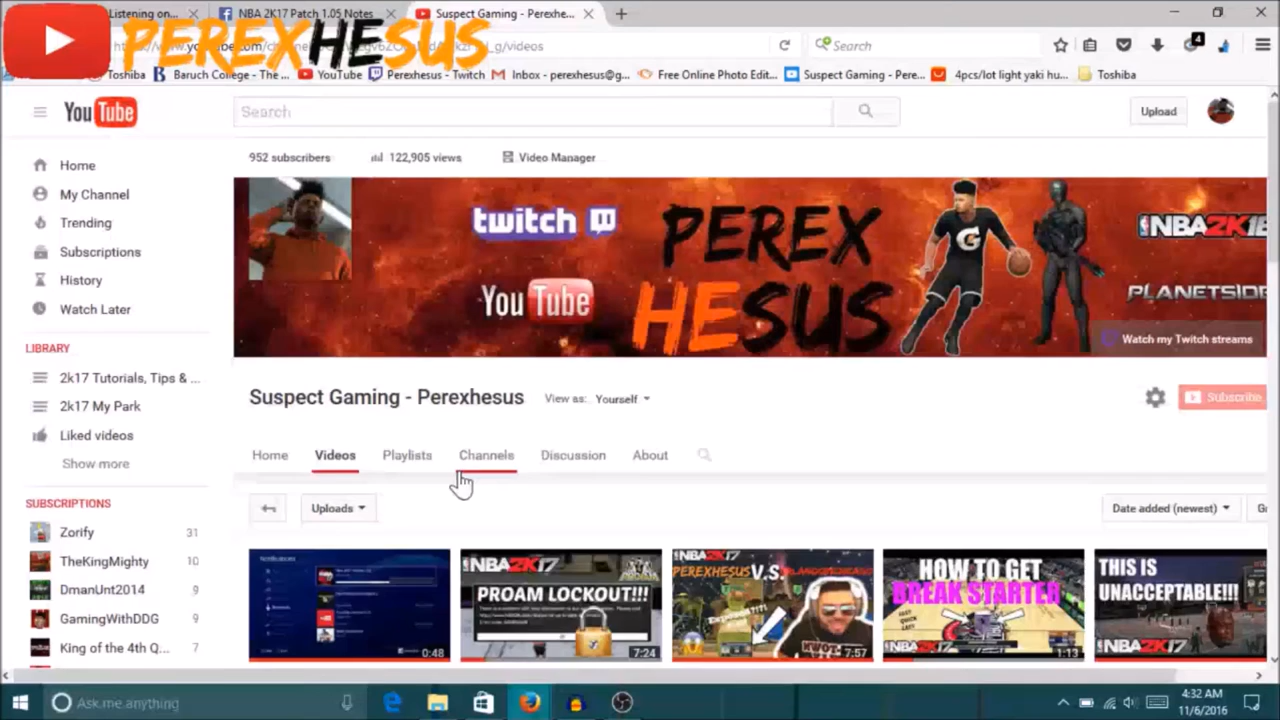 Listening on...
NBA 2K17 Patch 1.05 Notes
Suspect Gaming - Perexhe...
PEREXHESUS
Search
Toshiba
Baruch College - The ...
YouTube
Perexhesus - Twitch
Inbox - perexhesus@g...
Free Online Photo Edit...
Suspect Gaming - Pere...
4pcs/lot light yaki hu...
Toshiba
YouTube
Search
Upload
952 subscribers
122,905 views
Video Manager
Home
My Channel
Trending
Subscriptions
History
Watch Later
LIBRARY
2k17 Tutorials, Tips & ...
2k17 My Park
Liked videos
Show more
SUBSCRIPTIONS
Zorify 31
TheKingMighty 10
DmanUnt2014 9
GamingWithDDG 9
King of the 4th Q... 7
twitch
YouTube
PEREX
HESUS
G
NBA2K16
PLANETSIDE
Watch my Twitch streams
Suspect Gaming - Perexhesus
View as: Yourself
Subscribe
Home
Videos
Playlists
Channels
Discussion
About
Uploads
Date added (newest)
Notifications
0:48
NBA2K17
PROAM LOCKOUT!!!
7:24
NBA2K17
PEREXHESUS V.S.
7:57
HOW TO GET
BREAK STARTED
NBA2K17
1:13
THIS IS
UNACCEPTABLE!!!
NBA2K17
Ask me anything
4:32 AM
11/6/2016
4